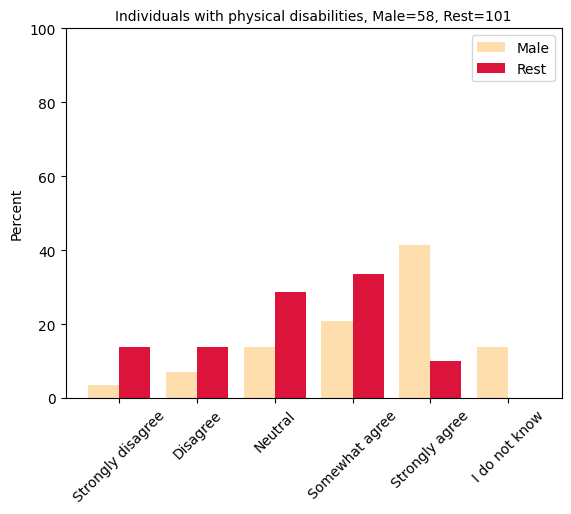 Individuals with physical disabilities, Male=58, Rest=101
Male
Rest
Percent
100
80
60
40
20
0
Strongly disagree
Disagree
Neutral
Somewhat agree
Strongly agree
I do not know